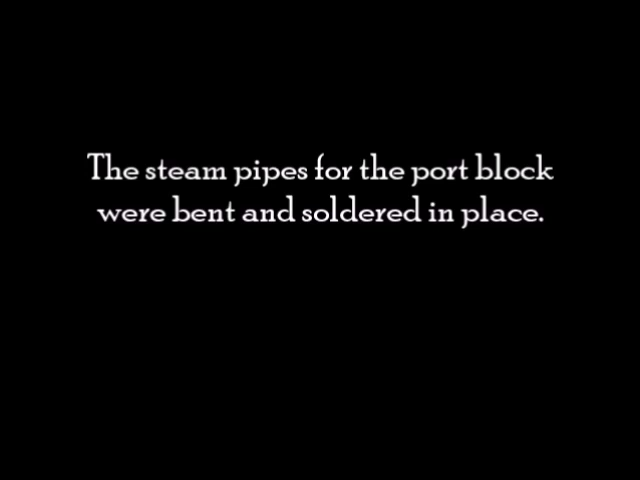 The steam pipes for the port block
were bent and soldered in place.